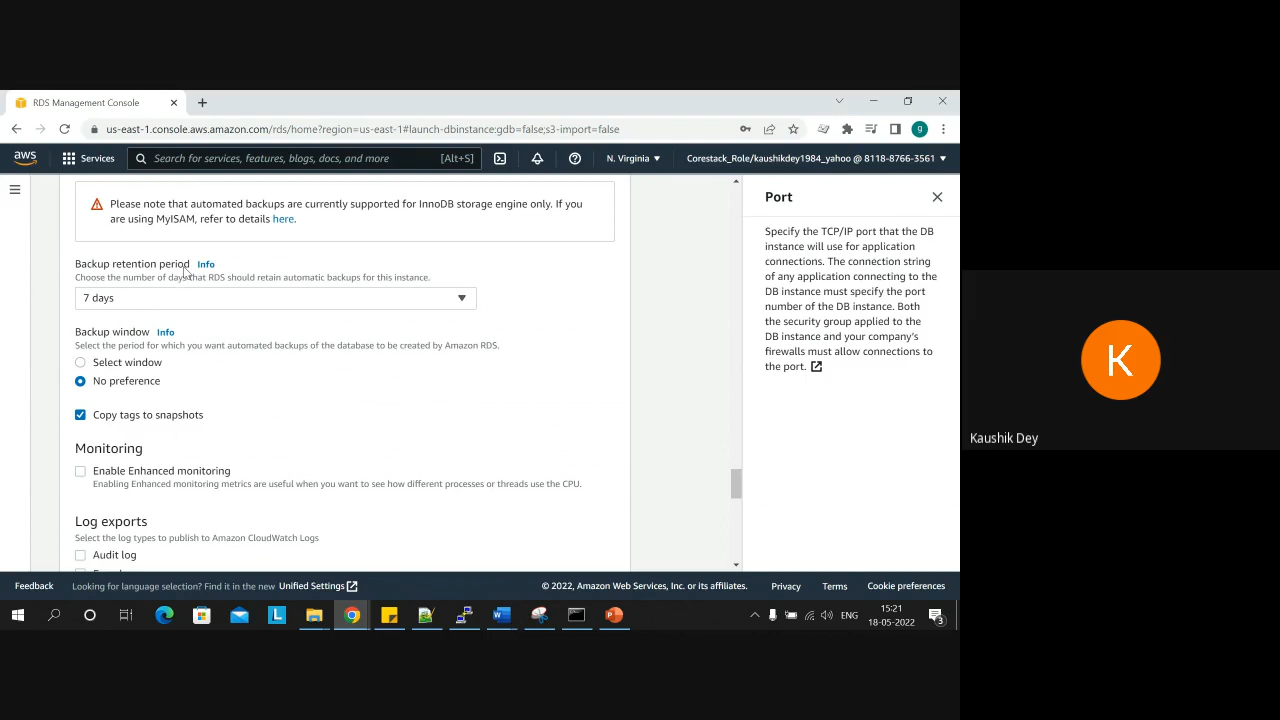 RDS Management Console
us-east-1.console.aws.amazon.com/rds/home?region=us-east-1#launch-dbinstance:gdb=false;s3-import=false
g
aws
Services
Search for services, features, blogs, docs, and more
[Alt+S]
N. Virginia
Corestack_Role/kaushikdey1984_yahoo @ 8118-8766-3561
Please note that automated backups are currently supported for InnoDB storage engine only. If you
are using MyISAM, refer to details here.
Backup retention period Info
Choose the number of days that RDS should retain automatic backups for this instance.
7 days
Backup window Info
Select the period for which you want automated backups of the database to be created by Amazon RDS.
Select window
No preference
Copy tags to snapshots
Monitoring
Enable Enhanced monitoring
Enabling Enhanced monitoring metrics are useful when you want to see how different processes or threads use the CPU.
Log exports
Select the log types to publish to Amazon CloudWatch Logs
Audit log
Port
Specify the TCP/IP port that the DB
instance will use for application
connections. The connection string
of any application connecting to the
DB instance must specify the port
number of the DB instance. Both
the security group applied to the
DB instance and your company's
firewalls must allow connections to
the port.
Feedback
Looking for language selection? Find it in the new Unified Settings
© 2022, Amazon Web Services, Inc. or its affiliates.
Privacy
Terms
Cookie preferences
L
W
P
ENG
15:21
18-05-2022
3
K
Kaushik Dey